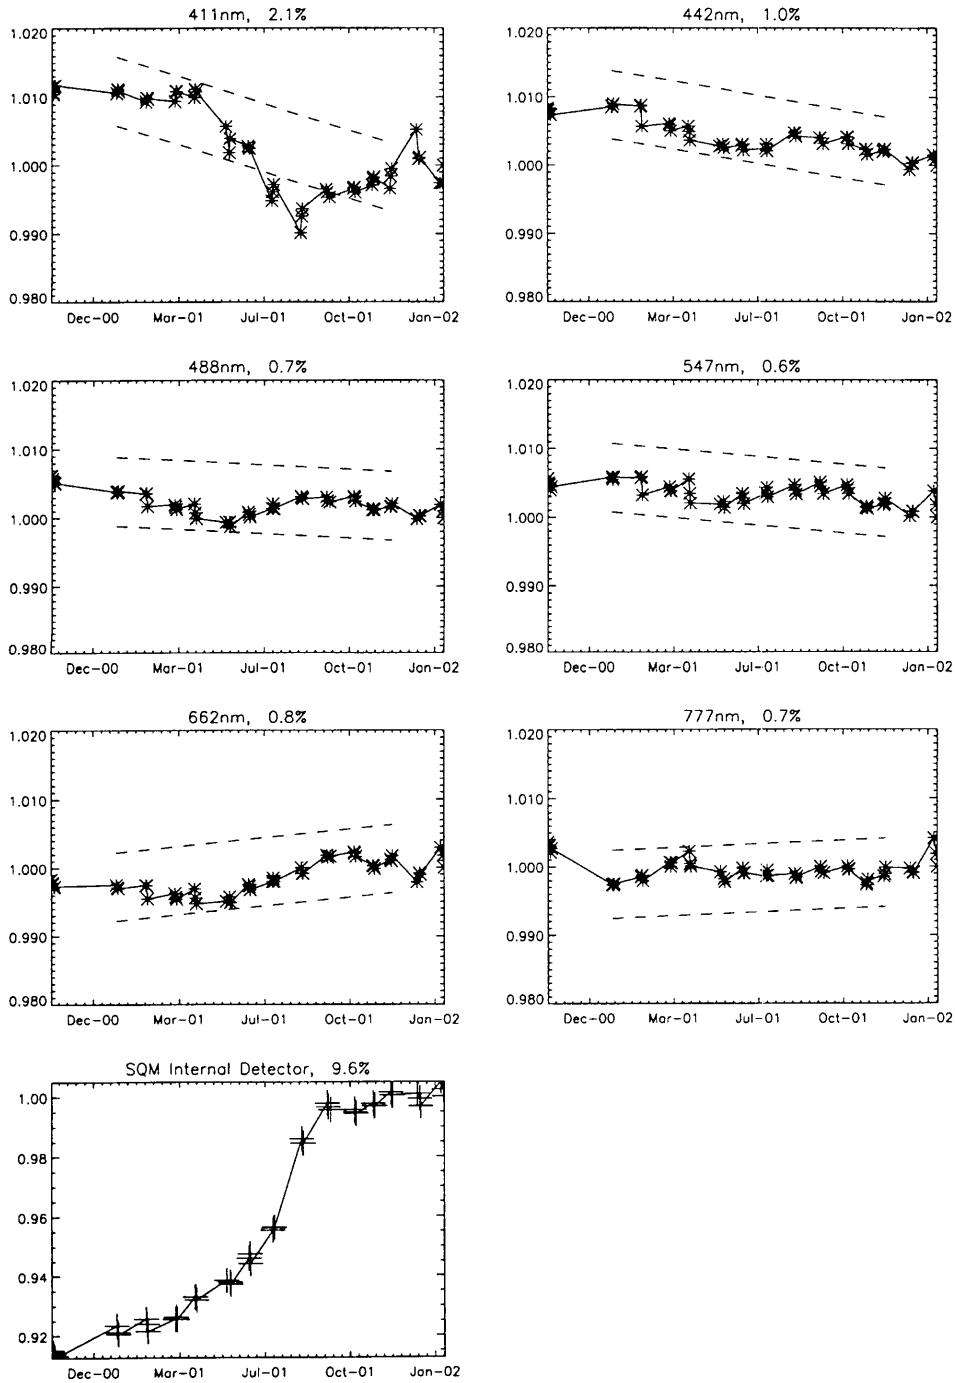 411nm, 2.1%
1.020
1.010
1.000
0.990
0.980
Dec-00 Mar-01 Jul-01 Oct-01 Jan-02
442nm, 1.0%
1.020
1.010
1.000
0.990
0.980
Dec-00 Mar-01 Jul-01 Oct-01 Jan-02
488nm, 0.7%
1.020
1.010
1.000
0.990
0.980
Dec-00 Mar-01 Jul-01 Oct-01 Jan-02
547nm, 0.6%
1.020
1.010
1.000
0.990
0.980
Dec-00 Mar-01 Jul-01 Oct-01 Jan-02
662nm, 0.8%
1.020
1.010
1.000
0.990
0.980
Dec-00 Mar-01 Jul-01 Oct-01 Jan-02
777nm, 0.7%
1.020
1.010
1.000
0.990
0.980
Dec-00 Mar-01 Jul-01 Oct-01 Jan-02
SQM Internal Detector, 9.6%
1.00
0.98
0.96
0.94
0.92
Dec-00 Mar-01 Jul-01 Oct-01 Jan-02